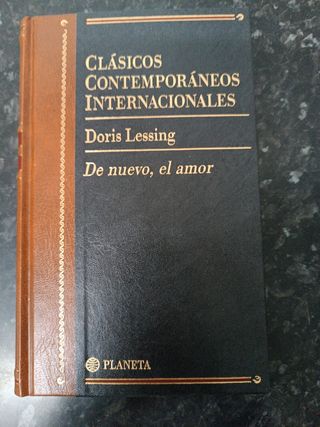 CLÁSICOS
CONTEMPORÁNEOS
INTERNACIONALES
Doris Lessing
De nuevo, el amor
PLANETA